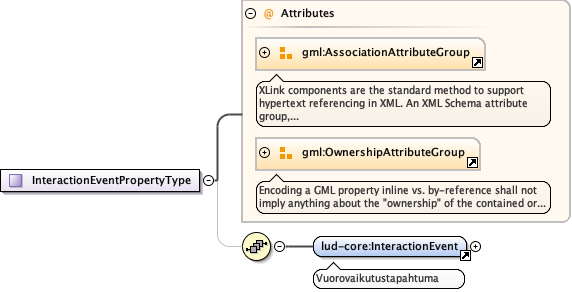 @ Attributes
gml:AssociationAttributeGroup
XLink components are the standard method to support
hypertext referencing in XML. An XML Schema attribute
group,...
gml:OwnershipAttributeGroup
Encoding a GML property inline vs. by-reference shall not
imply anything about the "ownership" of the contained or...
InteractionEventPropertyType
lud-core:InteractionEvent
Vuorovaikutustapahtuma